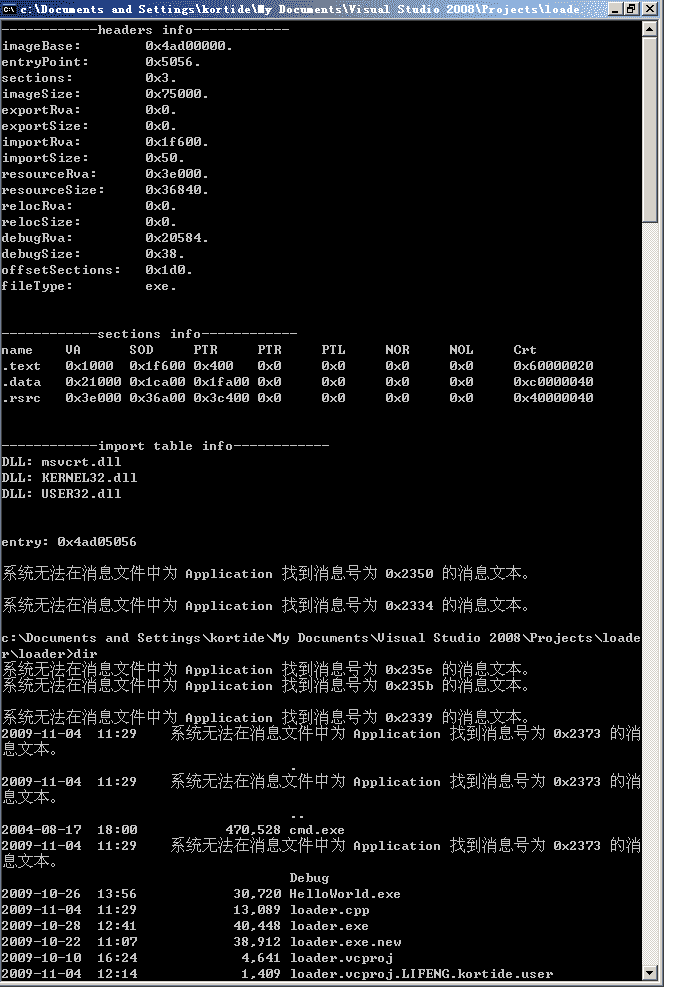 c:\Documents and Settings\kortide\My Documents\Visual Studio 2008\Projects\loade...
------------headers info------------
imageBase: 0x4ad00000.
entryPoint: 0x5056.
sections: 0x3.
imageSize: 0x75000.
exportRva: 0x0.
exportSize: 0x0.
importRva: 0x1f600.
importSize: 0x50.
resourceRva: 0x3e000.
resourceSize: 0x36840.
relocRva: 0x0.
relocSize: 0x0.
debugRva: 0x20584.
debugSize: 0x38.
offsetSections: 0x1d0.
fileType: exe.
------------sections info------------
name VA SOD PTR PTR PTL NOR NOL Crt
.text 0x1000 0x1f600 0x400 0x0 0x0 0x0 0x0 0x60000020
.data 0x21000 0x1ca00 0x1fa00 0x0 0x0 0x0 0x0 0xc0000040
.rsrc 0x3e000 0x36a00 0x3c400 0x0 0x0 0x0 0x0 0x40000040
------------import table info------------
DLL: msvcrt.dll
DLL: KERNEL32.dll
DLL: USER32.dll
entry: 0x4ad05056
系统无法在消息文件中为 Application 找到消息号为 0x2350 的消息文本。
系统无法在消息文件中为 Application 找到消息号为 0x2334 的消息文本。
c:\Documents and Settings\kortide\My Documents\Visual Studio 2008\Projects\loade
r\loader>dir
系统无法在消息文件中为 Application 找到消息号为 0x235e 的消息文本。
系统无法在消息文件中为 Application 找到消息号为 0x235b 的消息文本。
系统无法在消息文件中为 Application 找到消息号为 0x2339 的消息文本。
2009-11-04 11:29 系统无法在消息文件中为 Application 找到消息号为 0x2373 的消
息文本。
.
2009-11-04 11:29 系统无法在消息文件中为 Application 找到消息号为 0x2373 的消
息文本。
..
2004-08-17 18:00 470,528 cmd.exe
2009-11-04 11:29 系统无法在消息文件中为 Application 找到消息号为 0x2373 的消
息文本。
Debug
2009-10-26 13:56 30,720 HelloWorld.exe
2009-11-04 11:29 13,089 loader.cpp
2009-10-28 12:41 40,448 loader.exe
2009-10-22 11:07 38,912 loader.exe.new
2009-10-10 16:24 4,641 loader.vcproj
2009-11-04 12:14 1,409 loader.vcproj.LIFENG.kortide.user